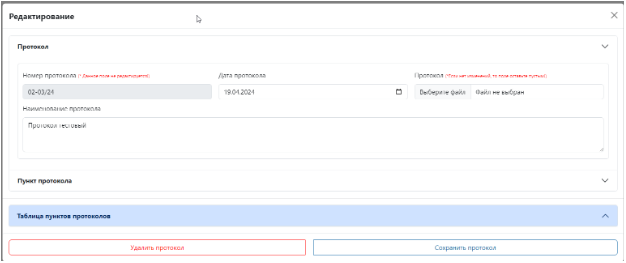 Редактирование
Протокол
Номер протокола (* Данное поле не редактируется)
Дата протокола
Протокол (*Если нет изменений, то поле оставить пустым)
02-03/24
19.04.2024
Выберите файл Файл не выбран
Наименование протокола
Протокол тестовый
Пункт протокола
Таблица пунктов протоколов
Удалить протокол
Сохранить протокол